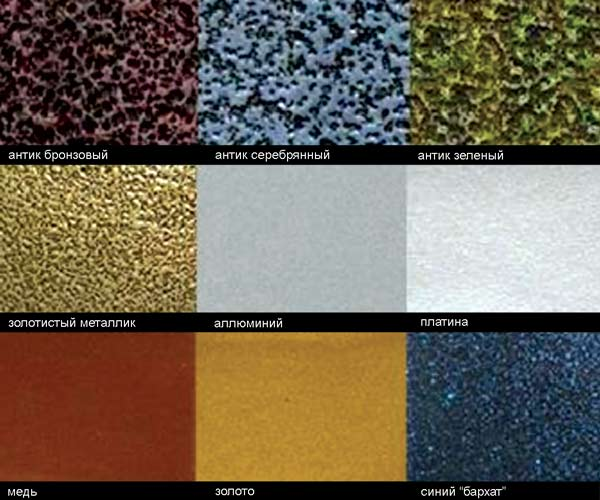 антик бронзовый
антик серебрянный
антик зеленый
золотистый металлик
аллюминий
платина
медь
золото
синий "бархат"